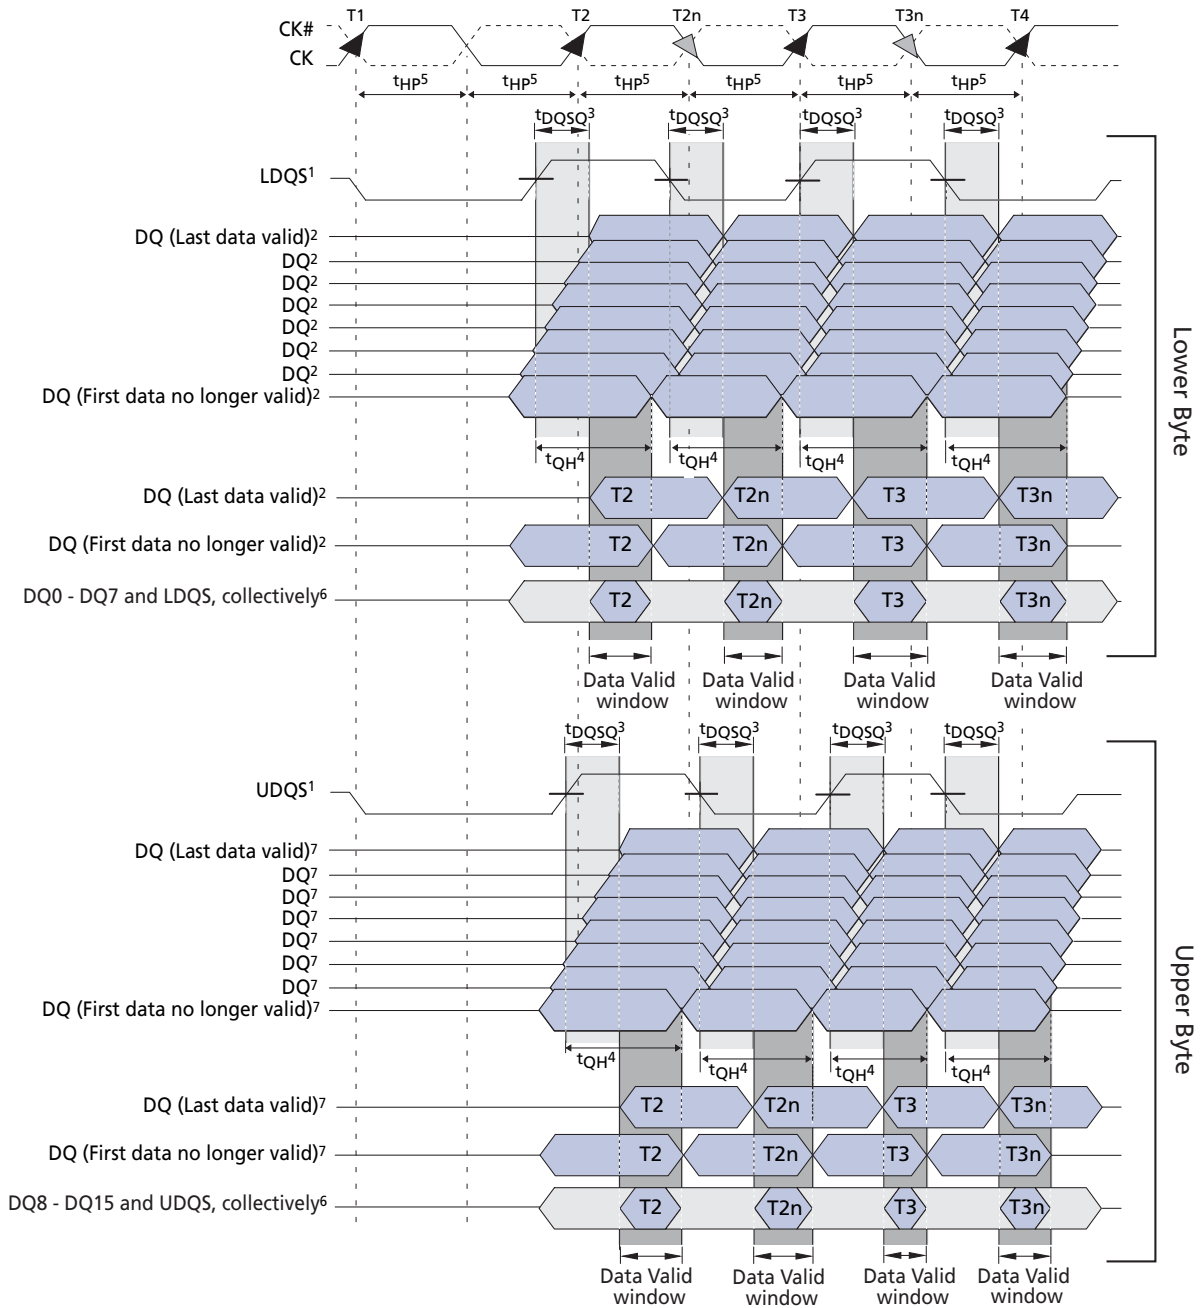 T1 T2 T2n T3 T3n T4
CK#
CK
tHP5 tHP5 tHP5 tHP5 tHP5 tHP5
tDQSQ3 tDQSQ3 tDQSQ3 tDQSQ3
LDQS1
DQ (Last data valid)2
DQ2
DQ2
DQ2
DQ2
DQ2
DQ2
DQ (First data no longer valid)2
tQH4 tQH4 tQH4 tQH4
DQ (Last data valid)2 T2 T2n T3 T3n
DQ (First data no longer valid)2 T2 T2n T3 T3n
DQ0 - DQ7 and LDQS, collectively6 T2 T2n T3 T3n
Data Valid window Data Valid window Data Valid window Data Valid window
Lower Byte
tDQSQ3 tDQSQ3 tDQSQ3 tDQSQ3
UDQS1
DQ (Last data valid)7
DQ7
DQ7
DQ7
DQ7
DQ7
DQ7
DQ (First data no longer valid)7
tQH4 tQH4 tQH4 tQH4
DQ (Last data valid)7 T2 T2n T3 T3n
DQ (First data no longer valid)7 T2 T2n T3 T3n
DQ8 - DQ15 and UDQS, collectively6 T2 T2n T3 T3n
Data Valid window Data Valid window Data Valid window Data Valid window
Upper Byte